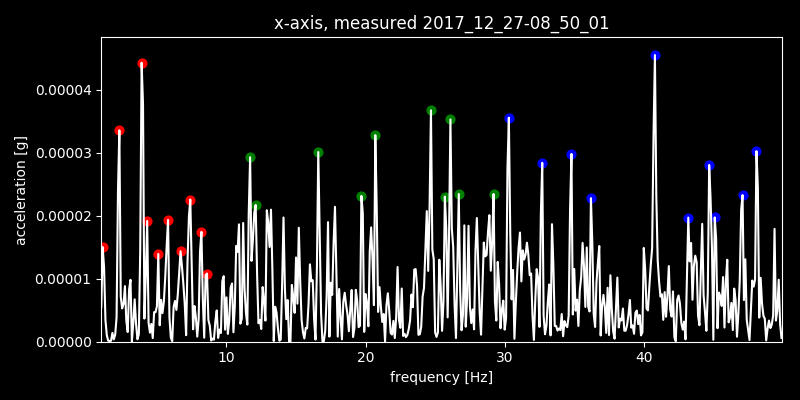 x-axis, measured 2017_12_27-08_50_01
acceleration [g]
0.00004
0.00003
0.00002
0.00001
0.00000
10 20 30 40
frequency [Hz]